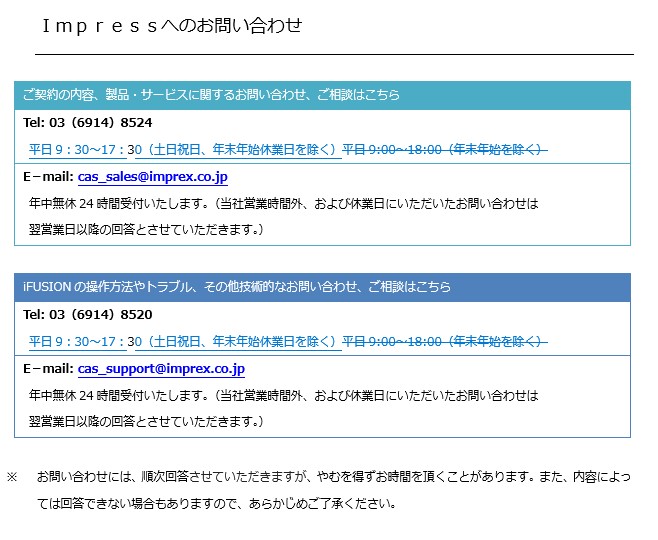 Ｉｍｐｒｅｓｓへのお問い合わせ
ご契約の内容、製品・サービスに関するお問い合わせ、ご相談はこちら
Tel: 03（6914）8524
平日 9：30～17：30（土日祝日、年末年始休業日を除く）平日 9:00～18:00（年末年始を除く）
E－mail: cas_sales@imprex.co.jp
年中無休 24 時間受付いたします。（当社営業時間外、および休業日にいただいたお問い合わせは
翌営業日以降の回答とさせていただきます。）
iFUSION の操作方法やトラブル、その他技術的なお問い合わせ、ご相談はこちら
Tel: 03（6914）8520
平日 9：30～17：30（土日祝日、年末年始休業日を除く）平日 9:00～18:00（年末年始を除く）
E－mail: cas_support@imprex.co.jp
年中無休 24 時間受付いたします。（当社営業時間外、および休業日にいただいたお問い合わせは
翌営業日以降の回答とさせていただきます。）
※ お問い合わせには、順次回答させていただきますが、やむを得ずお時間を頂くことがあります。また、内容によっ
ては回答できない場合もありますので、あらかじめご了承ください。